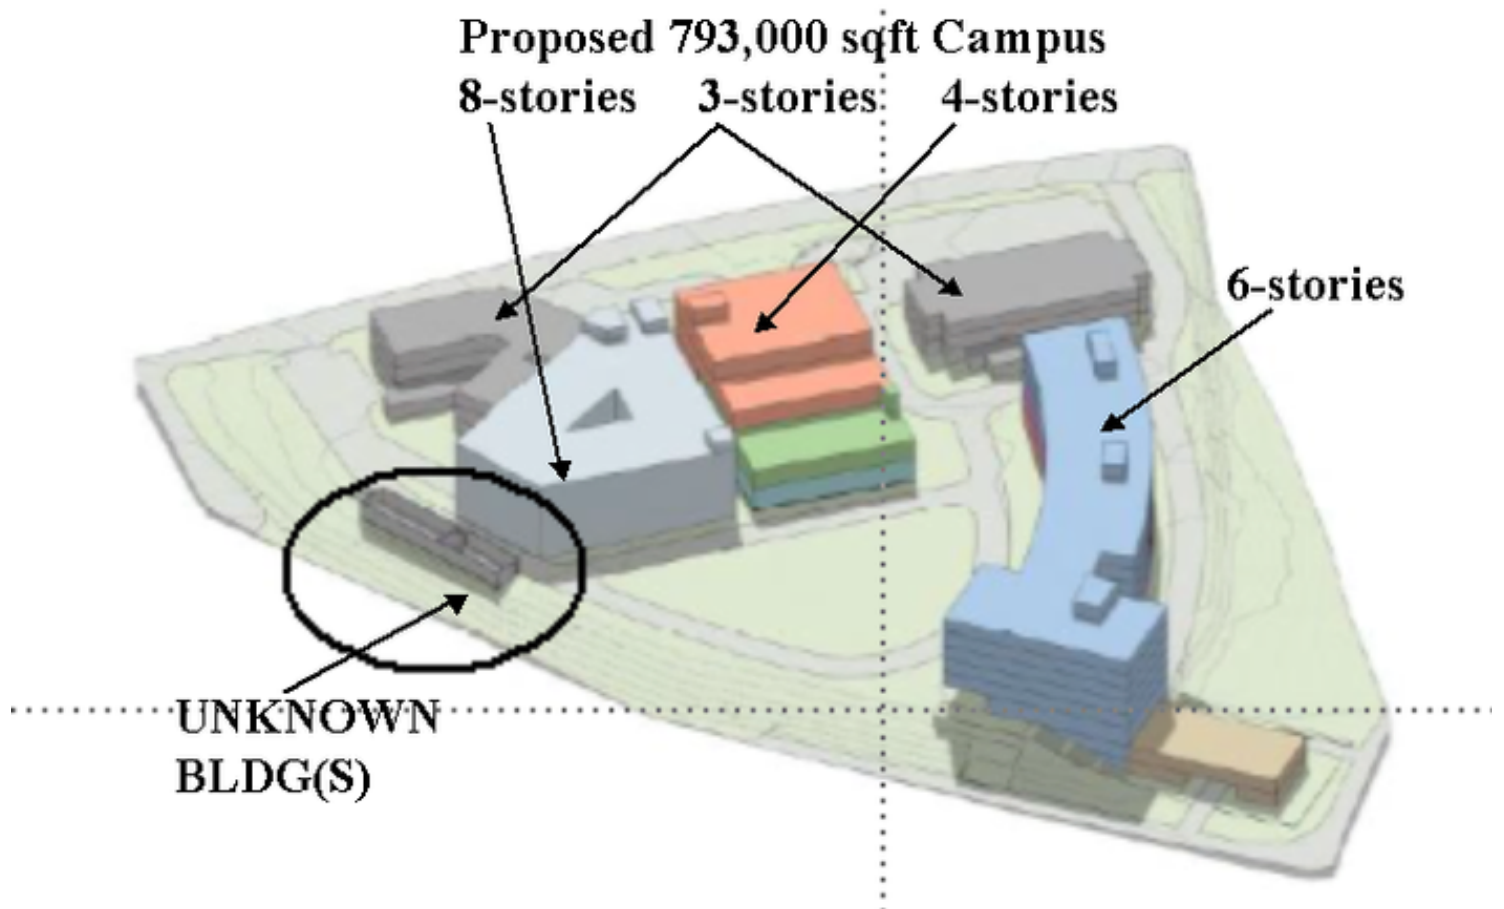 Proposed 793,000 sqft Campus
8-stories 3-stories 4-stories
6-stories
UNKNOWN
BLDG(S)